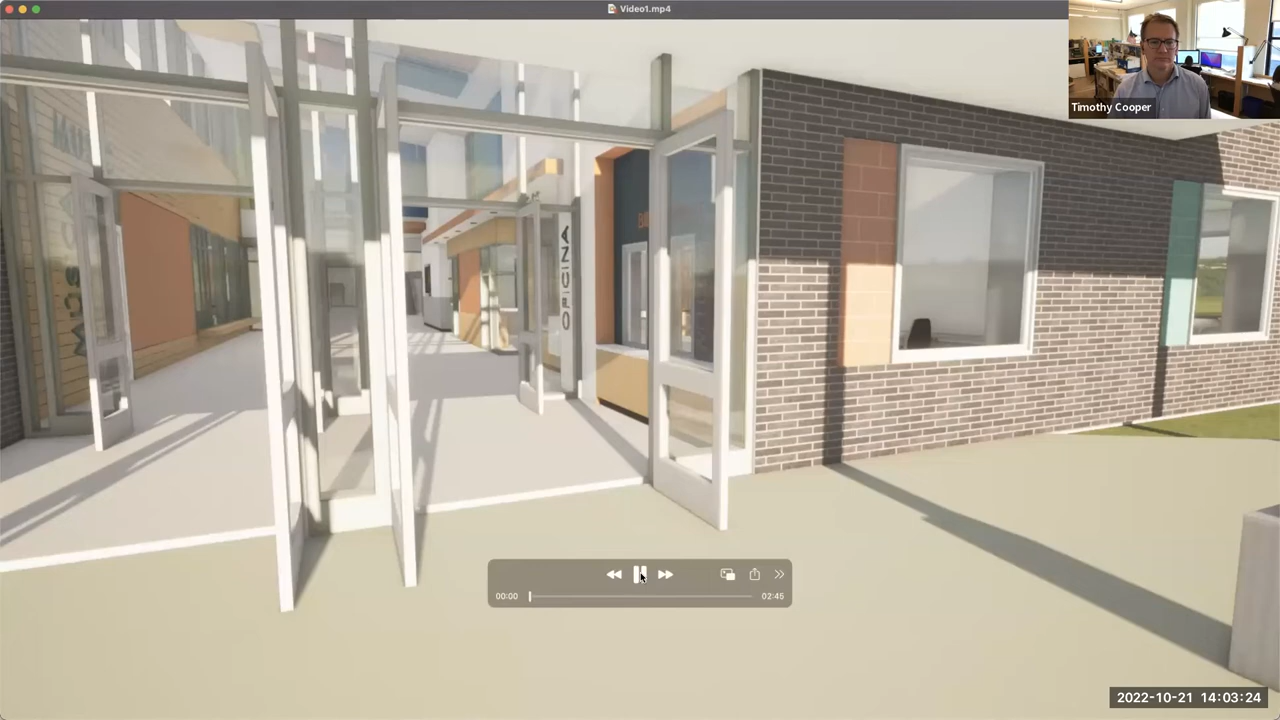 Video1.mp4
Timothy Cooper
OFICINA
00:00
02:45
2022-10-21 14:03:24